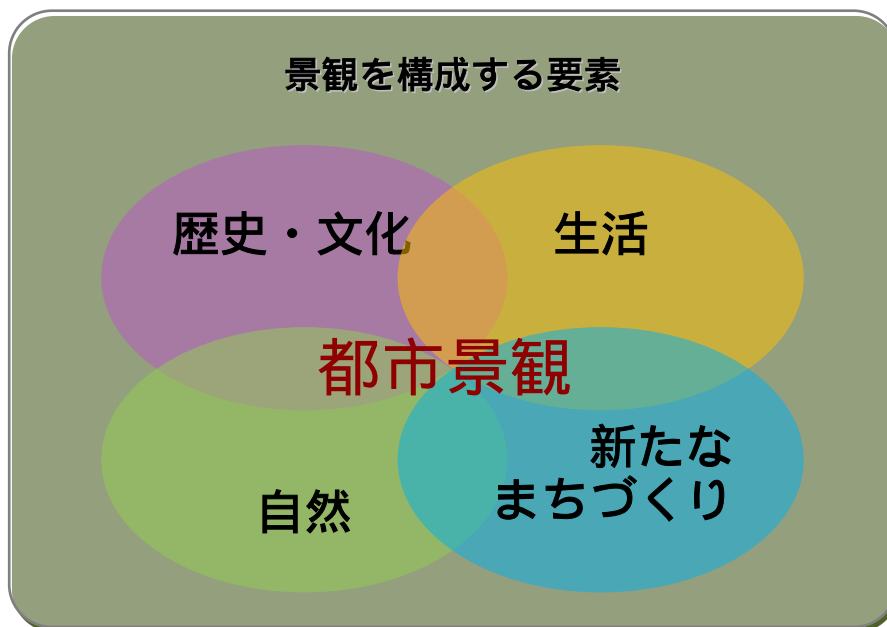 景観を構成する要素
歴史・文化
生活
都市景観
自然
新たな
まちづくり